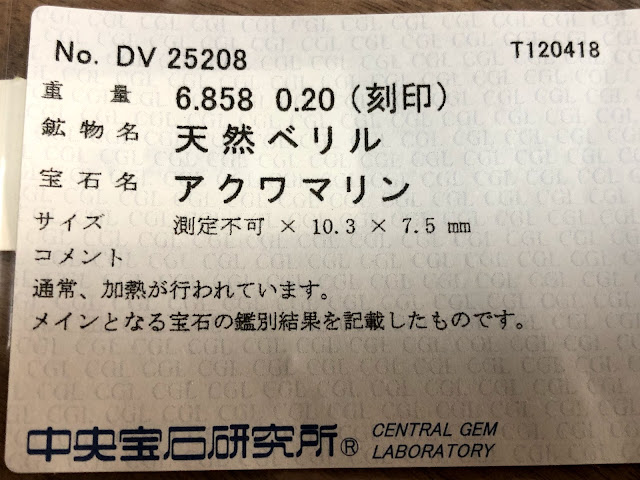 No. DV 25208
T120418
重量 6.858 0.20 (刻印)
鉱物名 天然ベリル
宝石名 アクワマリン
サイズ 測定不可 × 10.3 × 7.5 mm
コメント
通常、加熱が行われています。
メインとなる宝石の鑑別結果を記載したものです。
中央宝石研究所® CENTRAL GEM
LABORATORY